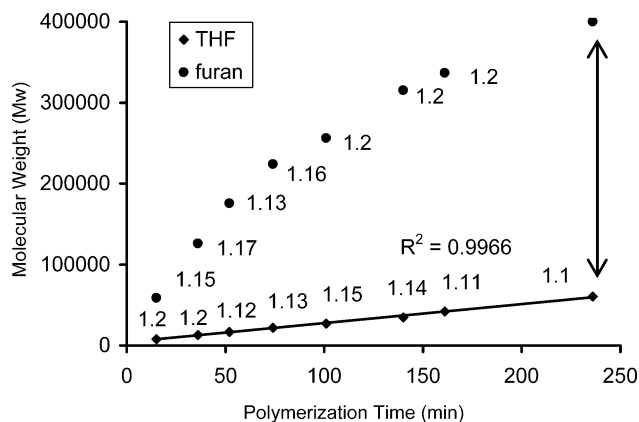 400000
THF
furan
1.2
1.2
300000
1.2
1.16
200000
1.13
1.17
R2 = 0.9966
100000
1.15
1.2 1.2 1.12 1.13 1.15 1.14 1.11 1.1
0
0 50 100 150 200 250
Molecular Weight (Mw)
Polymerization Time (min)